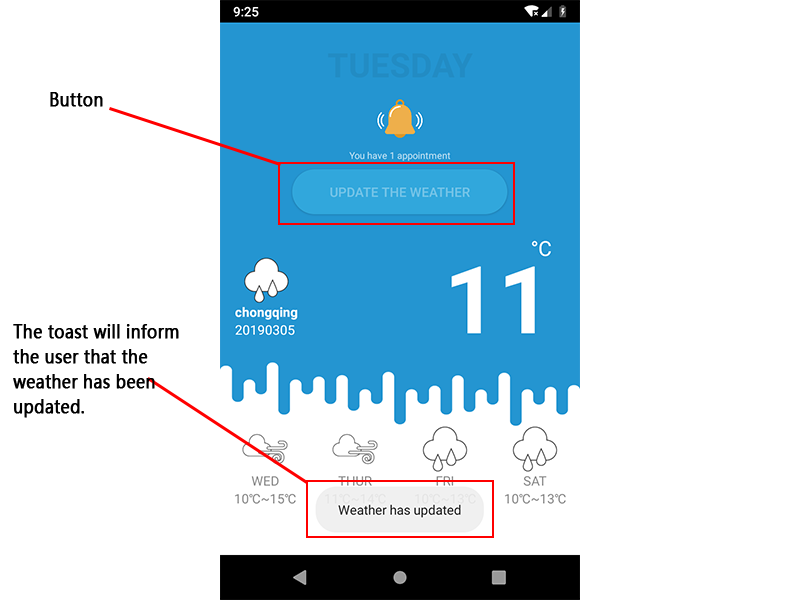 9:25
TUESDAY
Button
You have 1 appointment
UPDATE THE WEATHER
°C
11
chongqing
20190305
The toast will inform
the user that the
weather has been
updated.
WED THUR FRI SAT
10℃~15℃ 11℃~14℃ 10℃~13℃ 10℃~13℃
Weather has updated